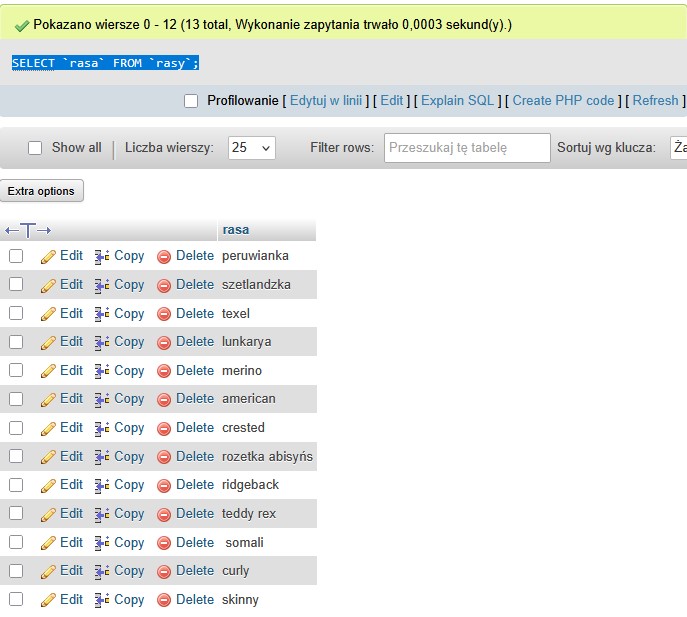 Pokazano wiersze 0 - 12 (13 total, Wykonanie zapytania trwało 0,0003 sekund(y).)
SELECT `rasa` FROM `rasy`;
Profilowanie [ Edytuj w linii ] [ Edit ] [ Explain SQL ] [ Create PHP code ] [ Refresh ]
Show all Liczba wierszy: 25 Filter rows: Przeszukaj tę tabelę Sortuj wg klucza: Ża
Extra options
←T→ rasa
Edit Copy Delete peruwianka
Edit Copy Delete szetlandzka
Edit Copy Delete texel
Edit Copy Delete lunkarya
Edit Copy Delete merino
Edit Copy Delete american
Edit Copy Delete crested
Edit Copy Delete rozetka abisyńs
Edit Copy Delete ridgeback
Edit Copy Delete teddy rex
Edit Copy Delete somali
Edit Copy Delete curly
Edit Copy Delete skinny